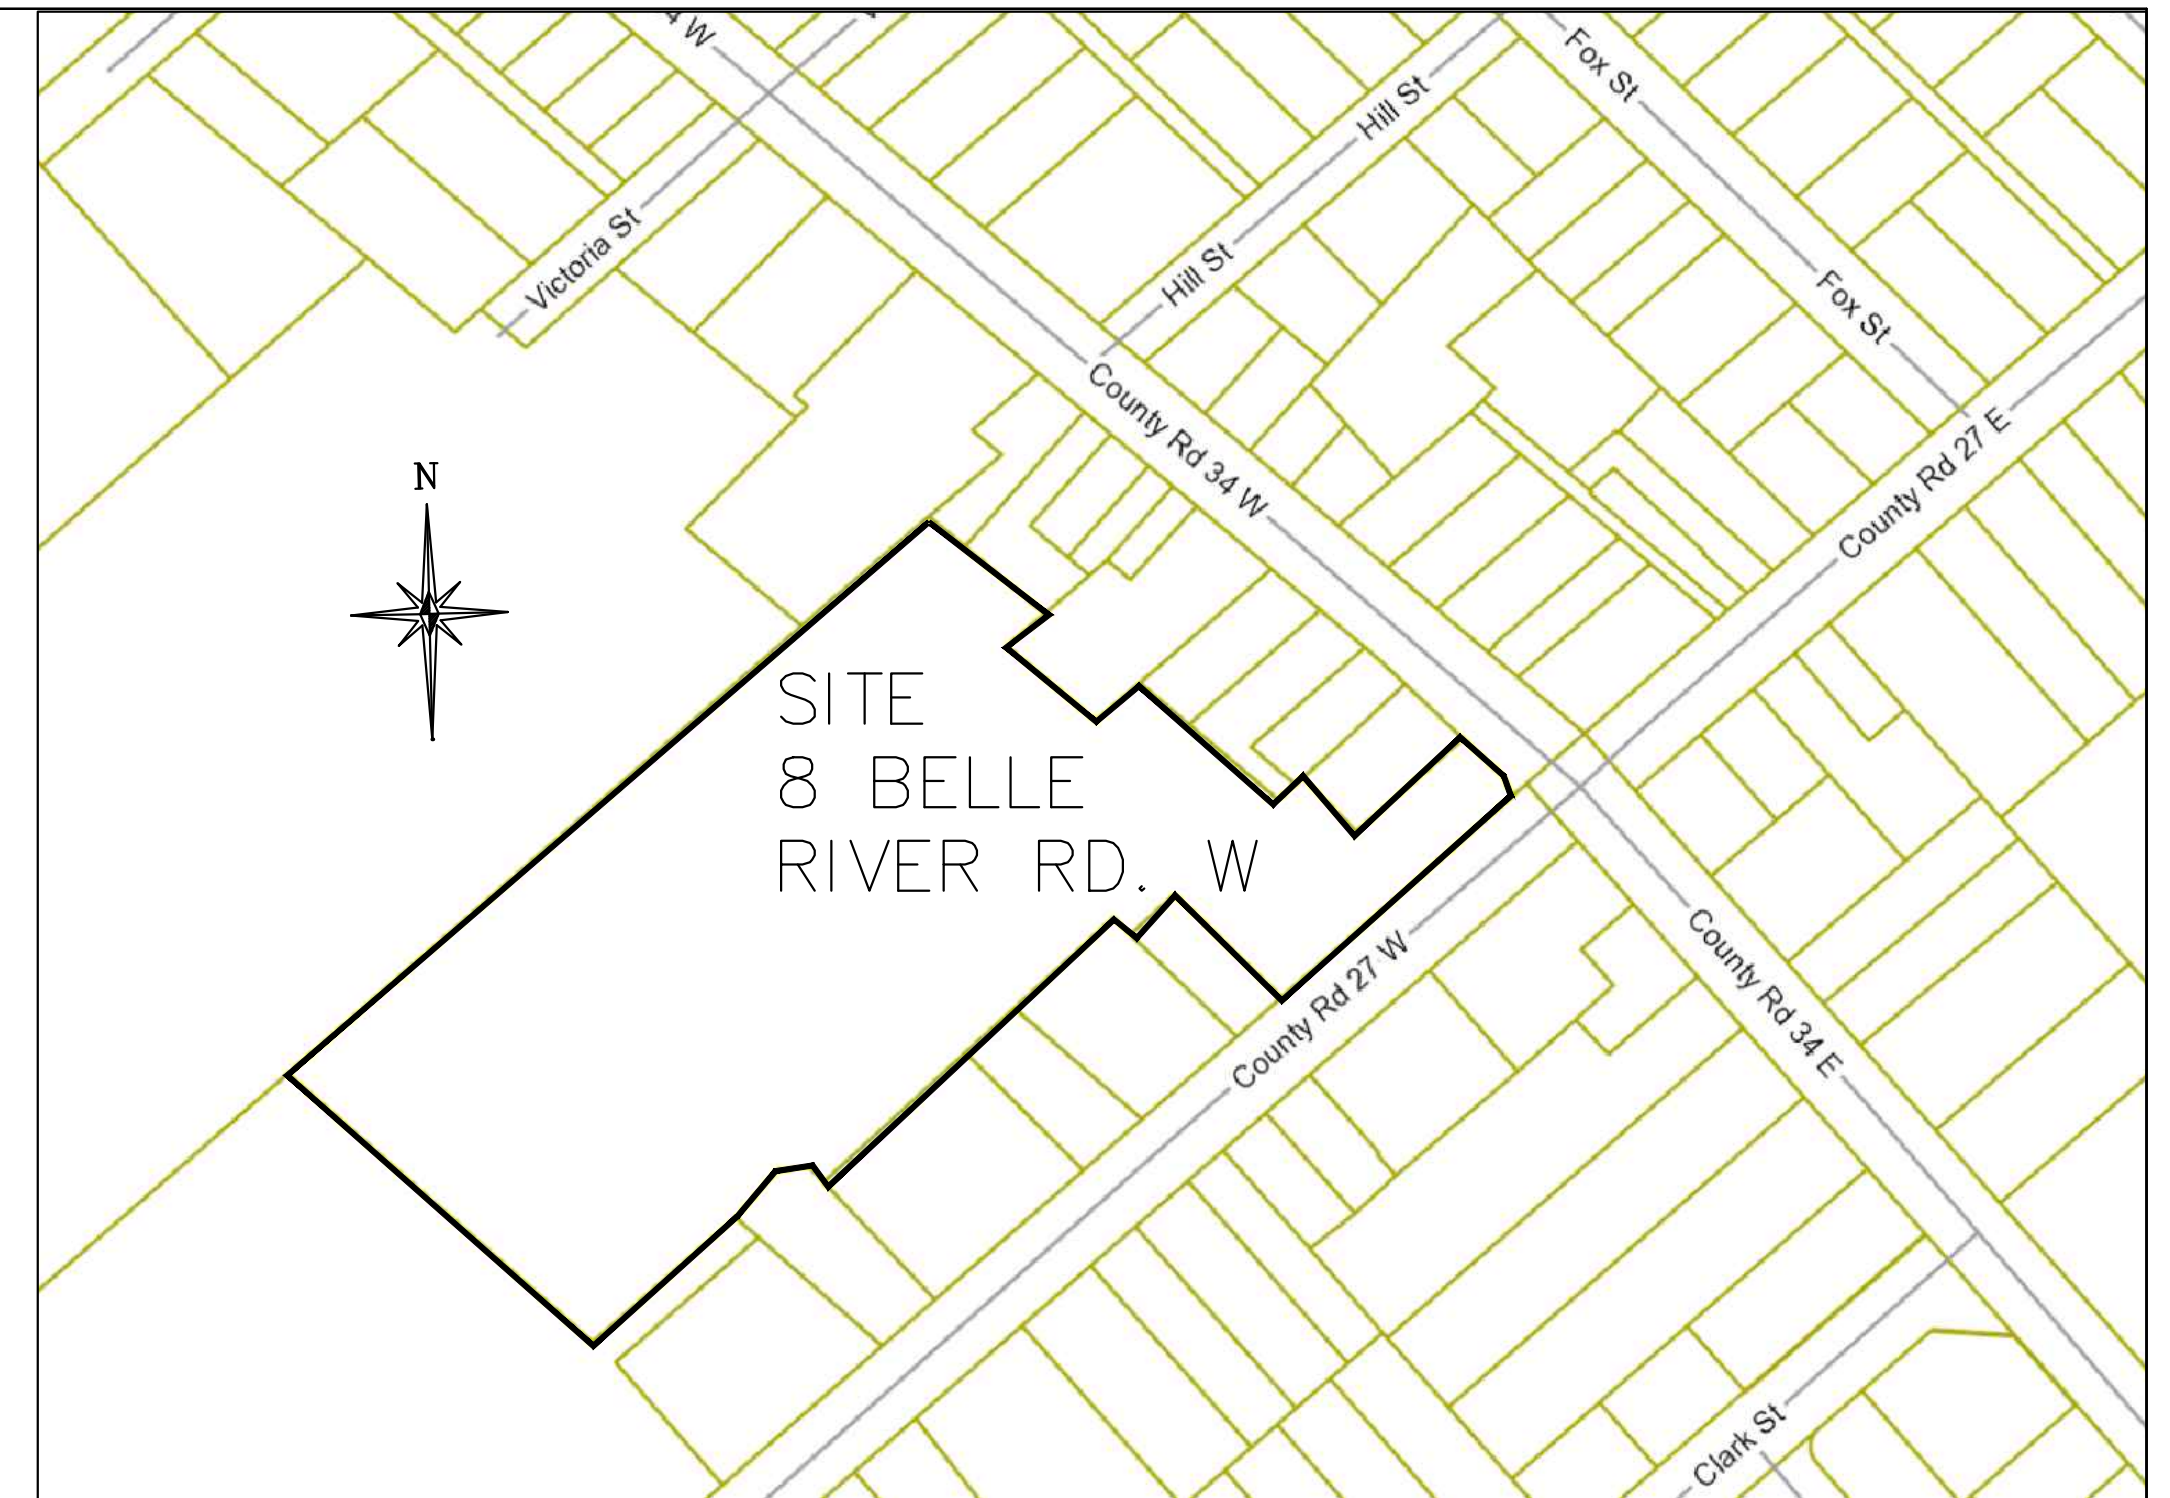 W
Fox St
Hill St
Victoria St
Hill St
Fox St
County Rd 34 W
County Rd 27 E
N
SITE
8 BELLE
RIVER RD. W
County Rd 27 W
County Rd 34 E
Clark St